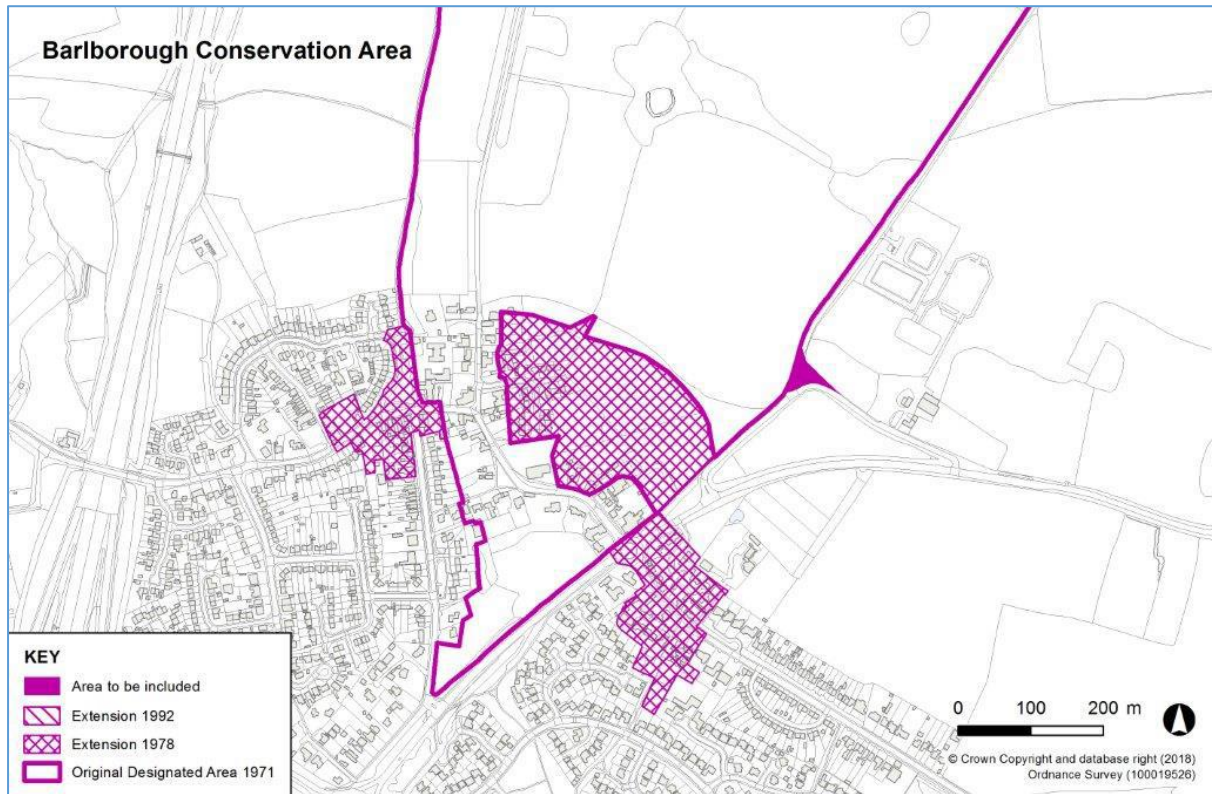 Barlborough Conservation Area
KEY
Area to be included
Extension 1992
Extension 1978
Original Designated Area 1971
0 100 200 m
© Crown Copyright and database right (2018)
Ordnance Survey (100019526)